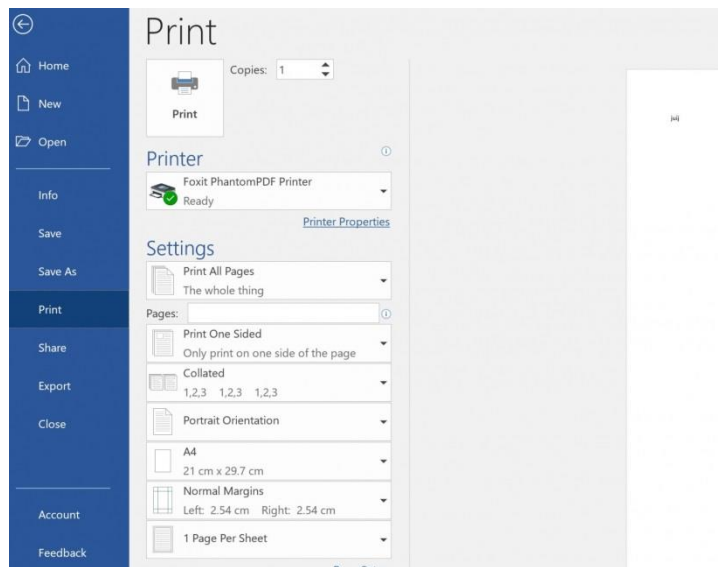 Print
Home
New
Open
Info
Save
Save As
Print
Share
Export
Close
Account
Feedback
Copies: 1
Print
Printer
Foxit PhantomPDF Printer
Ready
Printer Properties
Settings
Print All Pages
The whole thing
Pages:
Print One Sided
Only print on one side of the page
Collated
1,2,3 1,2,3 1,2,3
Portrait Orientation
A4
21 cm x 29.7 cm
Normal Margins
Left: 2.54 cm Right: 2.54 cm
1 Page Per Sheet